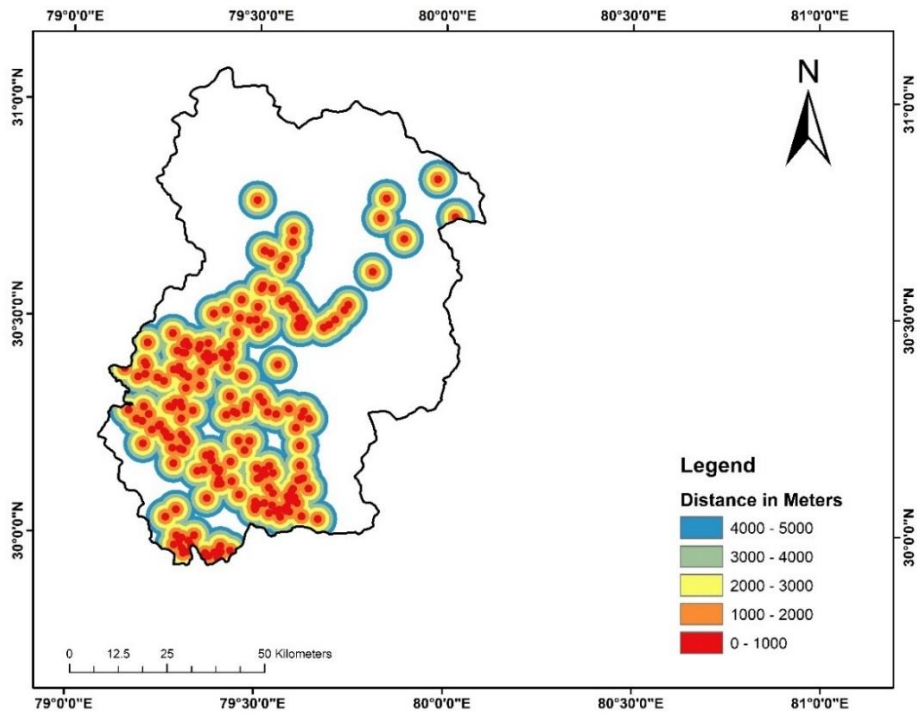 79°0'0"E 79°30'0"E 80°0'0"E 80°30'0"E 81°0'0"E
N
31°0'0"N 31°0'0"N
30°30'0"N 30°30'0"N
30°0'0"N 30°0'0"N
Legend
Distance in Meters
4000 - 5000
3000 - 4000
2000 - 3000
1000 - 2000
0 - 1000
0 12.5 25 50 Kilometers
79°0'0"E 79°30'0"E 80°0'0"E 80°30'0"E 81°0'0"E